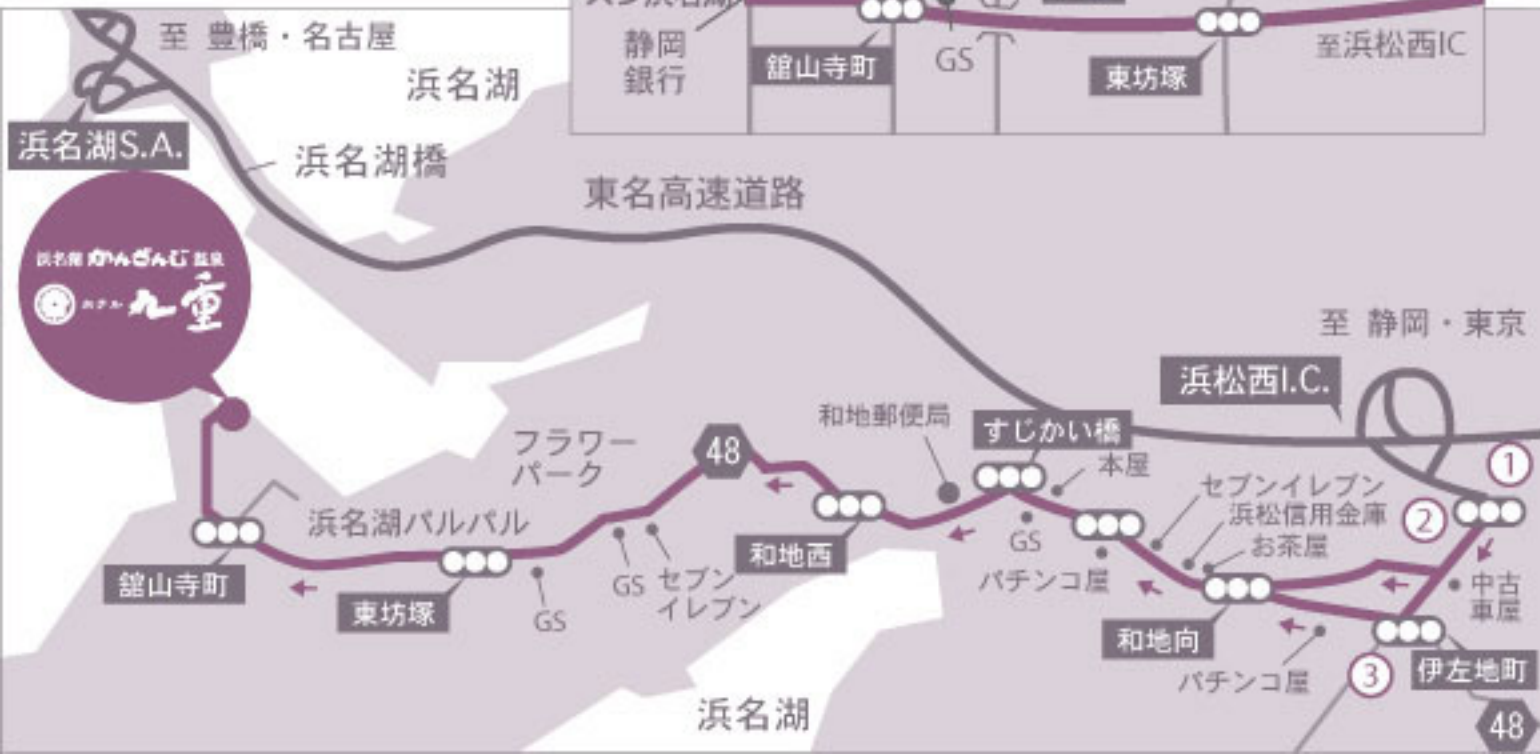 静岡
銀行
舘山寺町
GS
東坊塚
至浜松西IC
至 豊橋・名古屋
浜名湖
浜名湖S.A.
浜名湖橋
東名高速道路
浜名湖 かんざんじ 温泉
ホテル 九重
至 静岡・東京
浜松西I.C.
和地郵便局
すじかい橋
本屋
フラワー
パーク
48
セブンイレブン
浜松信用金庫
お茶屋
①
②
浜名湖パルパル
和地西
GS
パチンコ屋
中古
車屋
舘山寺町
東坊塚
GS
GS
セブン
イレブン
和地向
パチンコ屋
③
伊左地町
浜名湖
48